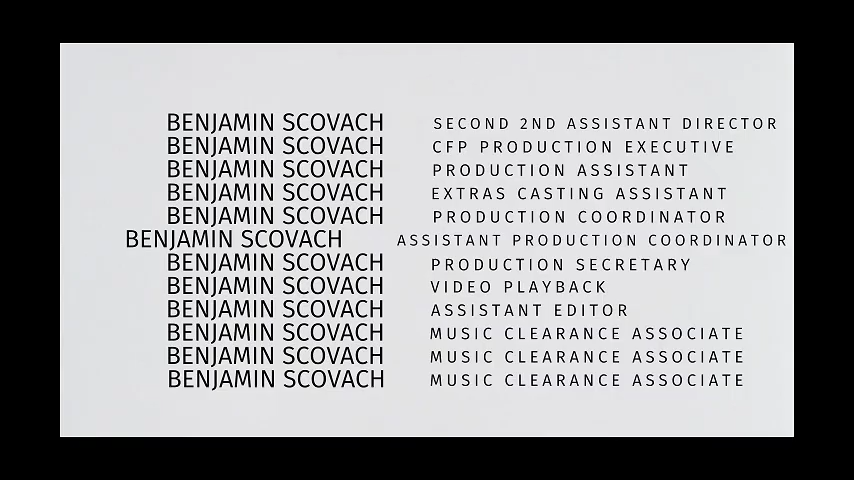 BENJAMIN SCOVACH SECOND 2ND ASSISTANT DIRECTOR
BENJAMIN SCOVACH CFP PRODUCTION EXECUTIVE
BENJAMIN SCOVACH PRODUCTION ASSISTANT
BENJAMIN SCOVACH EXTRAS CASTING ASSISTANT
BENJAMIN SCOVACH PRODUCTION COORDINATOR
BENJAMIN SCOVACH ASSISTANT PRODUCTION COORDINATOR
BENJAMIN SCOVACH PRODUCTION SECRETARY
BENJAMIN SCOVACH VIDEO PLAYBACK
BENJAMIN SCOVACH ASSISTANT EDITOR
BENJAMIN SCOVACH MUSIC CLEARANCE ASSOCIATE
BENJAMIN SCOVACH MUSIC CLEARANCE ASSOCIATE
BENJAMIN SCOVACH MUSIC CLEARANCE ASSOCIATE